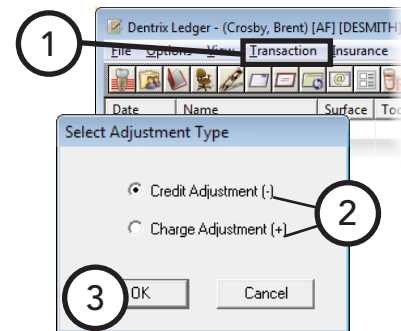 Dentrix Ledger - (Crosby, Brent) [AF] [DESMITH]
1
File Options View Transaction Insurance
Date Name Surface Too
Select Adjustment Type
Credit Adjustment (-)
2
Charge Adjustment (+)
3
OK Cancel